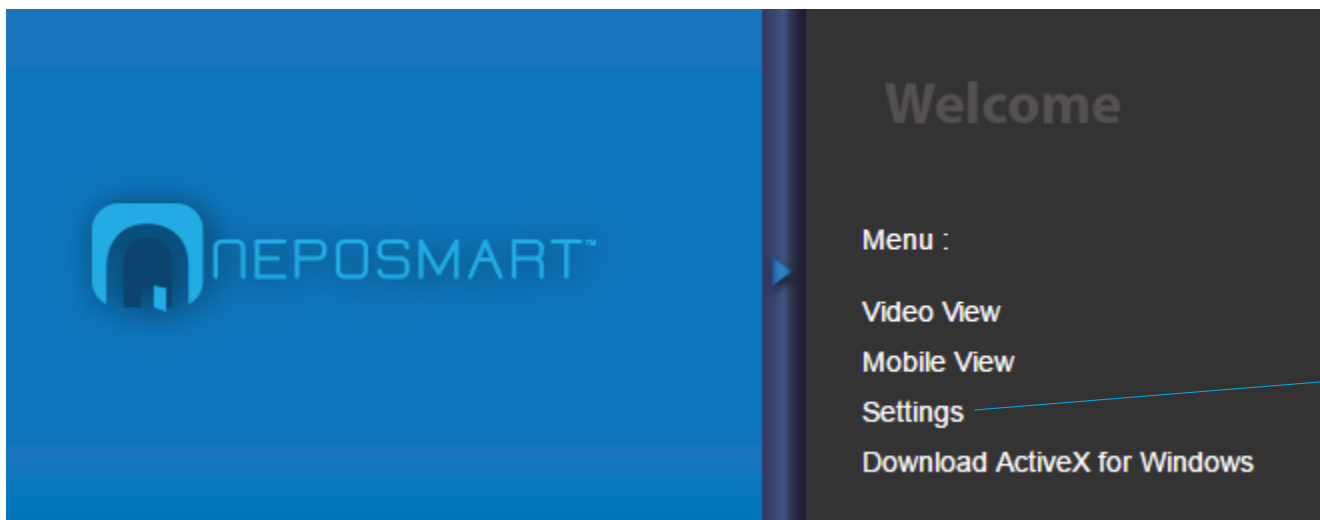 NEPOSMART™
Welcome
Menu :
Video View
Mobile View
Settings
Download ActiveX for Windows